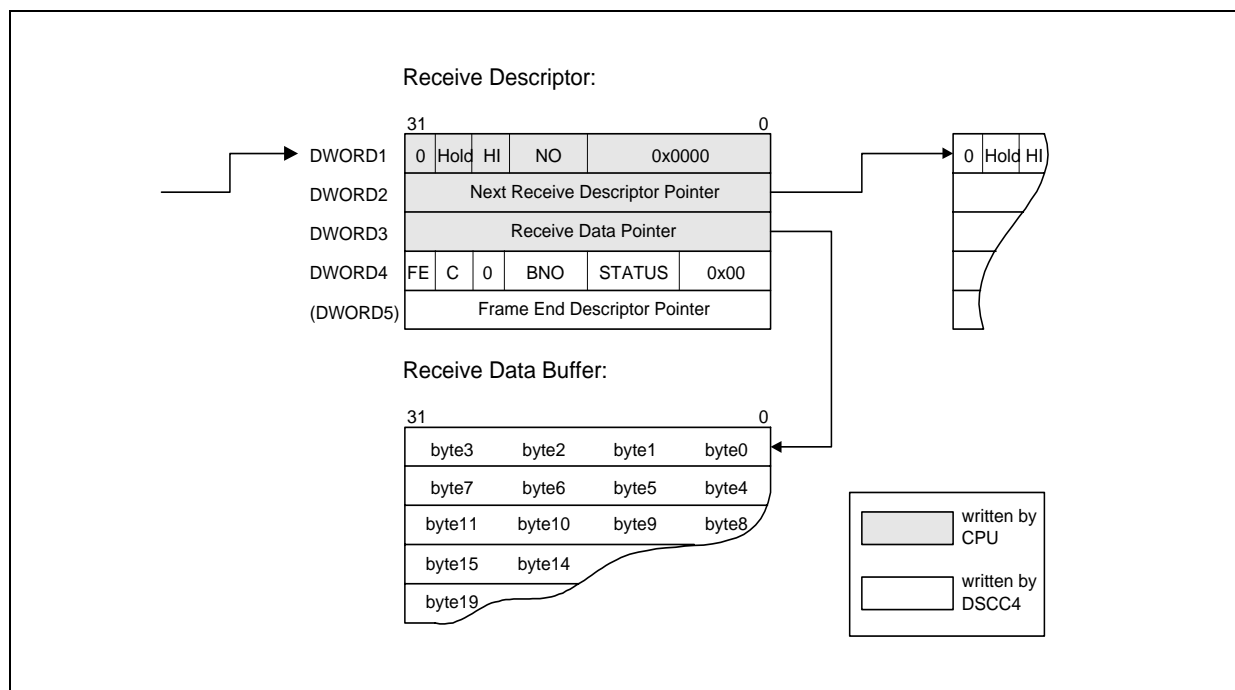 Receive Descriptor:
31 0
DWORD1 0 Hold HI NO 0x0000 0 Hold HI
DWORD2 Next Receive Descriptor Pointer
DWORD3 Receive Data Pointer
DWORD4 FE C 0 BNO STATUS 0x00
(DWORD5) Frame End Descriptor Pointer
Receive Data Buffer:
31 0
byte3 byte2 byte1 byte0
byte7 byte6 byte5 byte4
byte11 byte10 byte9 byte8
byte15 byte14
byte19
written by
CPU
written by
DSCC4